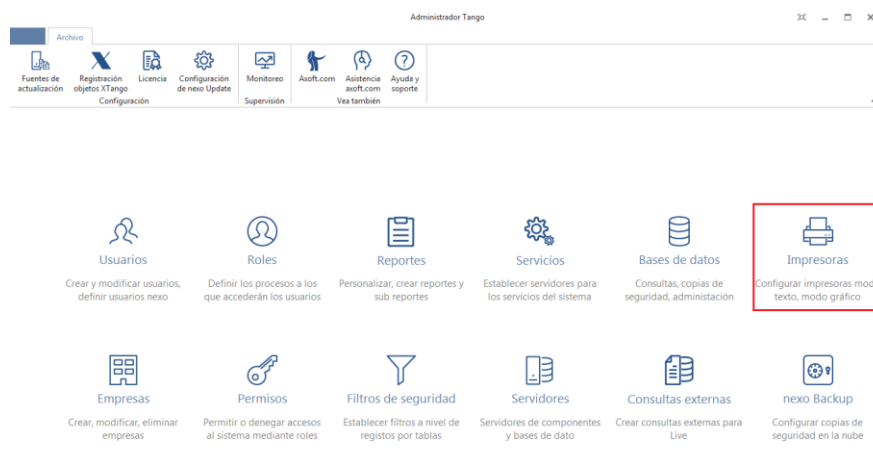 Administrador Tango
Archivo
Fuentes de
actualización
Registración
objetos XTango
Licencia
Configuración
de nexo Update
Configuración
Monitoreo
Supervisión
Axoft.com
Asistencia
axoft.com
Ayuda y
soporte
Vea también
Usuarios
Crear y modificar usuarios,
definir usuarios nexo
Roles
Definir los procesos a los
que accederán los usuarios
Reportes
Personalizar, crear reportes y
sub reportes
Servicios
Establecer servidores para
los servicios del sistema
Bases de datos
Consultas, copias de
seguridad, administación
Impresoras
Configurar impresoras mod
texto, modo gráfico
Empresas
Crear, modificar, eliminar
empresas
Permisos
Permitir o denegar accesos
al sistema mediante roles
Filtros de seguridad
Establecer filtros a nivel de
registos por tablas
Servidores
Servidores de componentes
y bases de dato
Consultas externas
Crear consultas externas para
Live
nexo Backup
Configurar copias de
seguridad en la nube